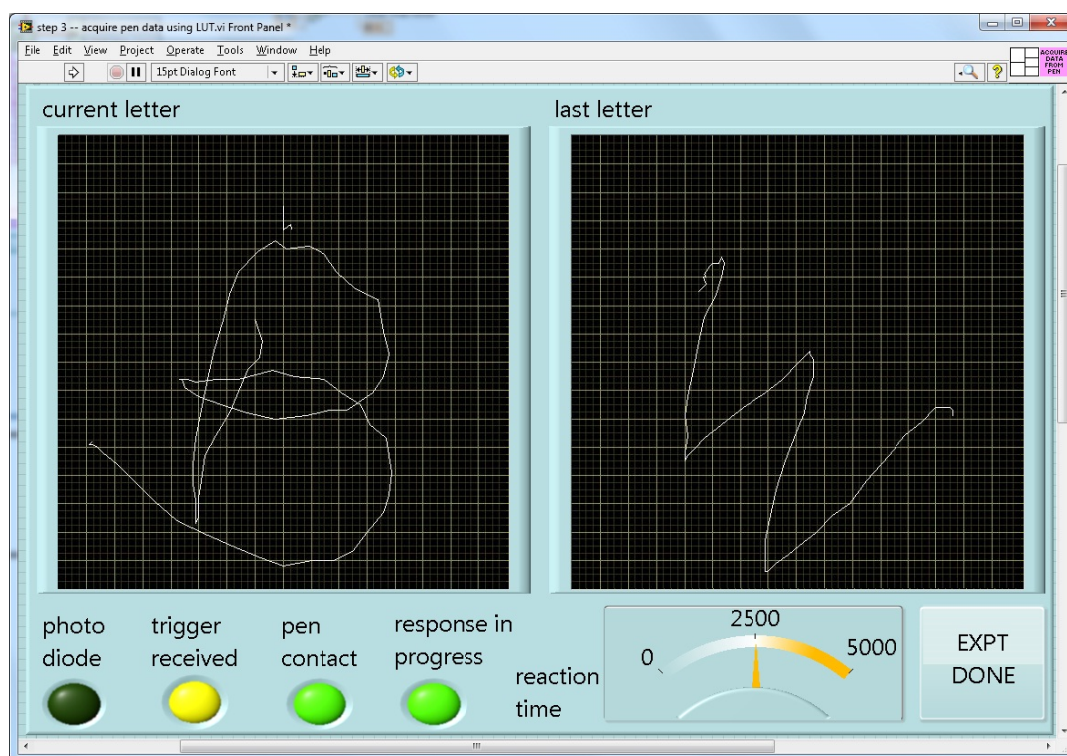 step 3 -- acquire pen data using LUT.vi Front Panel *
File Edit View Project Operate Tools Window Help
15pt Dialog Font
ACQUIRE
DATA
FROM
PEN
current letter
last letter
photo
diode
trigger
received
pen
contact
response in
progress
reaction
time
0
2500
5000
EXPT
DONE